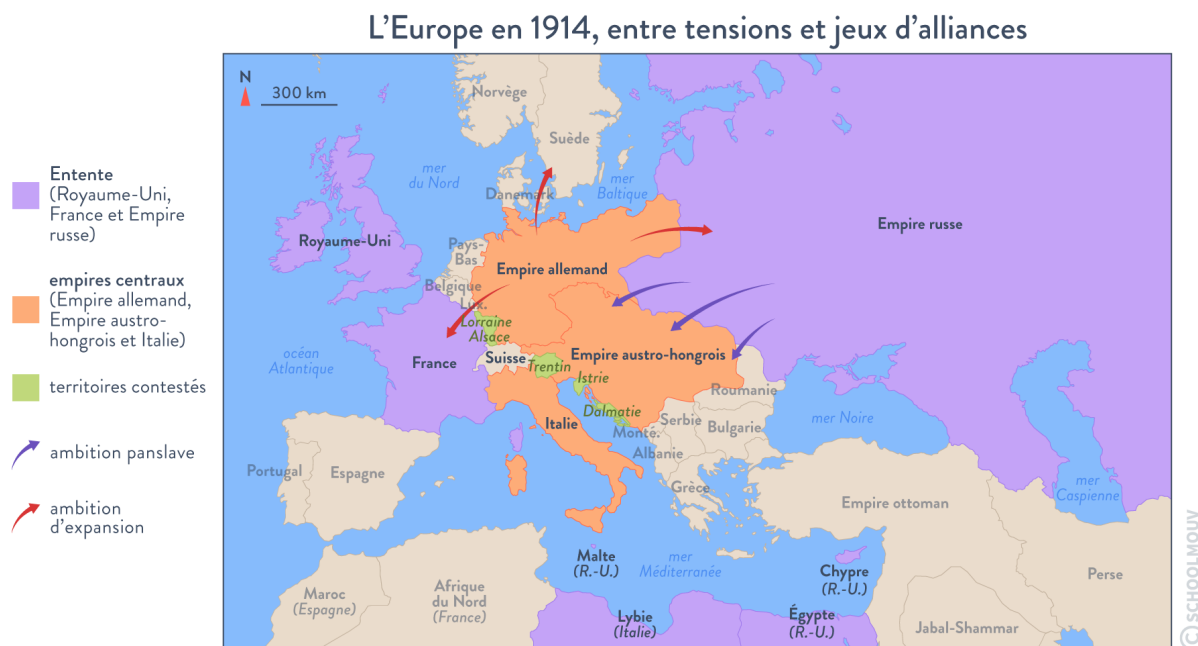 L'Europe en 1914, entre tensions et jeux d'alliances
N
300 km
Entente
(Royaume-Uni,
France et Empire
russe)
empires centraux
(Empire allemand,
Empire austro-
hongrois et Italie)
territoires contestés
ambition panslave
ambition
d'expansion
Norvège
Suède
mer
du Nord
Danemark
mer
Baltique
Royaume-Uni
Pays-
Bas
Empire allemand
Empire russe
Belgique
Lux.
Lorraine
Alsace
océan
Atlantique
France
Suisse
Trentin
Empire austro-hongrois
Istrie
Roumanie
Dalmatie
Italie
Serbie
Bulgarie
mer Noire
Monté.
Albanie
Portugal
Espagne
Grèce
mer
Caspienne
Empire ottoman
Malte
(R.-U.)
mer
Méditerranée
Chypre
(R.-U.)
Perse
Maroc
(Espagne)
Afrique
du Nord
(France)
Lybie
(Italie)
Égypte
(R.-U.)
Jabal-Shammar
© SCHOOLMOUV